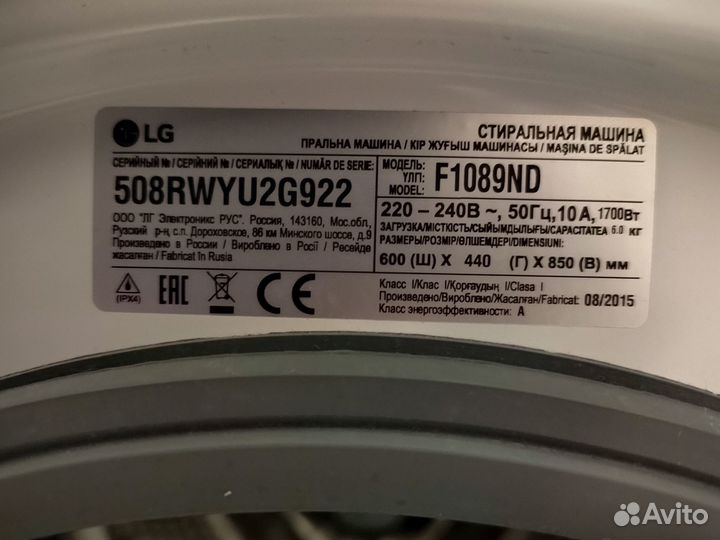 LG
СТИРАЛЬНАЯ МАШИНА
ПРАЛЬНА МАШИНА / КІР ЖУҒЫШ МАШИНАСЫ / MAŞINA DE SPĂLAT
СЕРИЙНЫЙ № / СЕРІЙНИЙ № / СЕРИАЛЫҚ № / NUMĂR DE SERIE:
508RWYU2G922
ООО "ЛГ Электроникс РУС". Россия, 143160, Мос.обл,
Рузский р-н, с.п. Дороховское, 86 км Минского шоссе, д.9
Произведено в России / Вироблено в Росії / Ресейде
жасалған / Fabricat în Rusia
(IPX4)
EAC
CE
МОДЕЛЬ:
ҮЛГІ:
MODEL:
F1089ND
220 – 240В ~, 50Гц,10А, 1700Вт
ЗАГРУЗКА/МІСТКІСТЬ/СЫЙЫМДЫЛЫҒЫ/CAPACITATEA 6.0 кг
РАЗМЕРЫ/РОЗМІР/ӨЛШЕМДЕРІ/DIMENSIUNI:
600 (Ш) X 440 (Г) X 850 (В) мм
Класс I/Клас I/Қорғаудың I/Clasa I
Произведено/Вироблено/Жасалған/Fabricat: 08/2015
Класс энергоэффективности: A
Avito